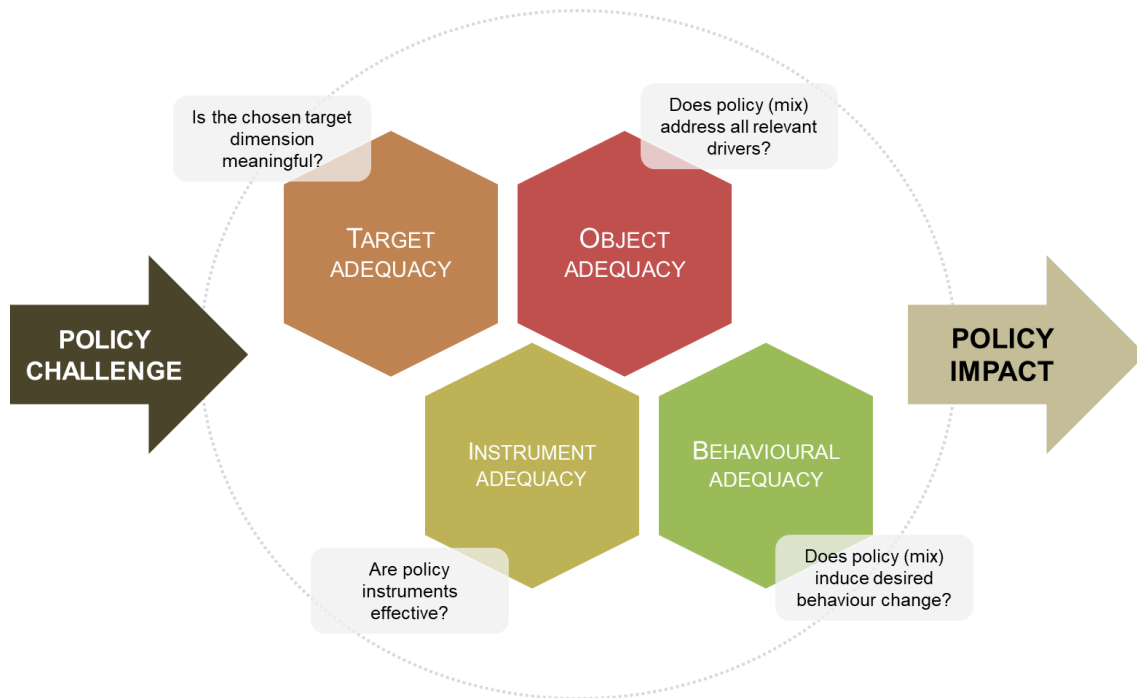 Is the chosen target
dimension
meaningful?
Does policy (mix)
address all relevant
drivers?
TARGET
ADEQUACY
OBJECT
ADEQUACY
POLICY
CHALLENGE
POLICY
IMPACT
INSTRUMENT
ADEQUACY
BEHAVIOURAL
ADEQUACY
Are policy
instruments
effective?
Does policy (mix)
induce desired
behaviour change?